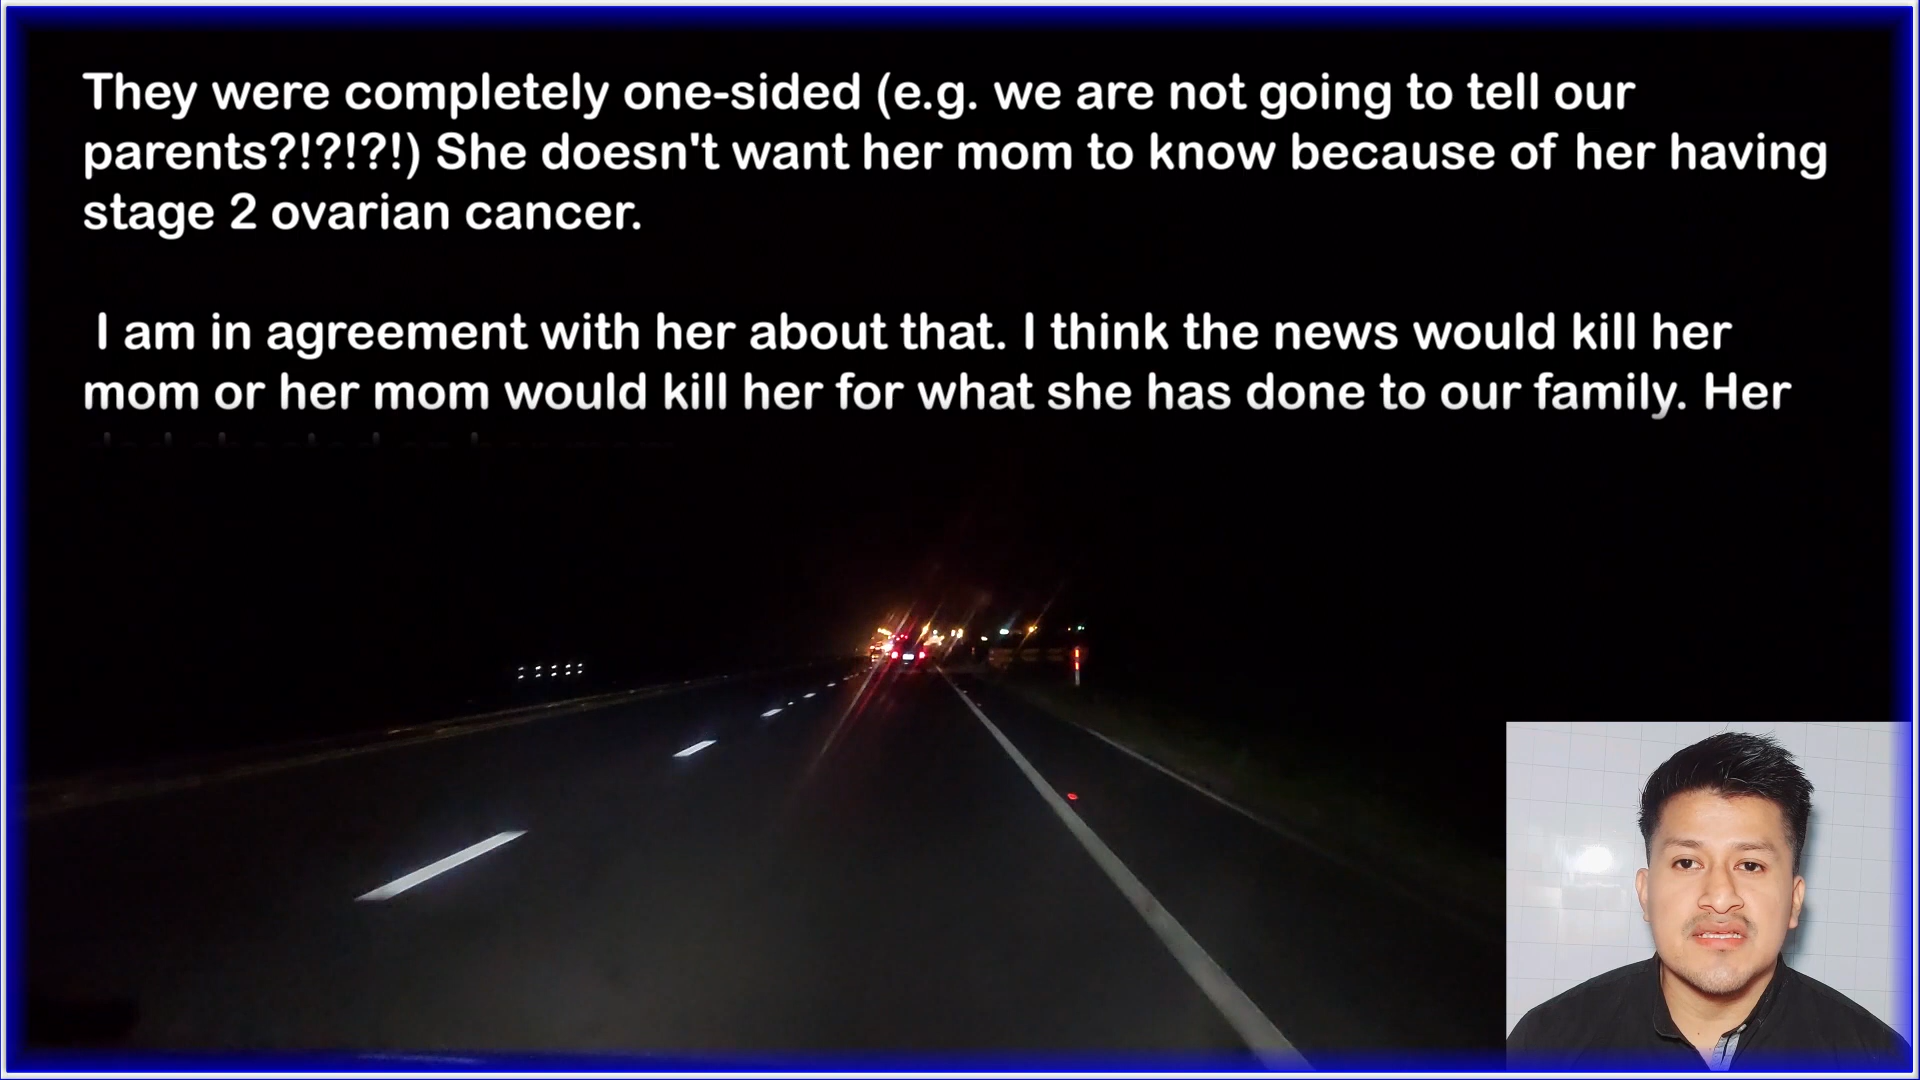 They were completely one-sided (e.g. we are not going to tell our
parents?!?!?!) She doesn't want her mom to know because of her having
stage 2 ovarian cancer.
I am in agreement with her about that. I think the news would kill her
mom or her mom would kill her for what she has done to our family. Her